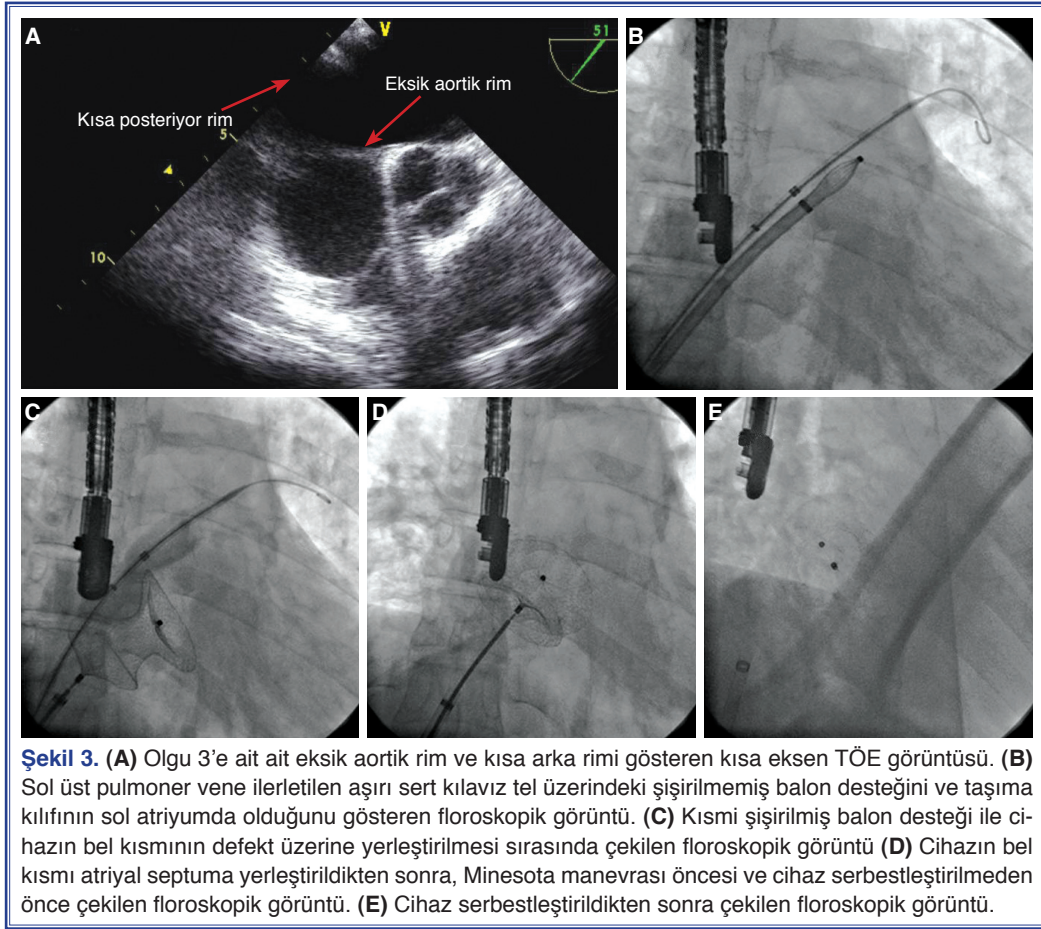 A
V
51
B
Eksik aortik rim
Kısa posteriyor rim
5
10
C
D
E
Şekil 3. (A) Olgu 3'e ait ait eksik aortik rim ve kısa arka rimi gösteren kısa eksen TÖE görüntüsü. (B)
Sol üst pulmoner vene ilerletilen aşırı sert kılavız tel üzerindeki şişirilmemiş balon desteğini ve taşıma
kılıfının sol atriyumda olduğunu gösteren floroskopik görüntü. (C) Kısmi şişirilmiş balon desteği ile ci-
hazın bel kısmının defekt üzerine yerleştirilmesi sırasında çekilen floroskopik görüntü (D) Cihazın bel
kısmı atriyal septuma yerleştirildikten sonra, Minesota manevrası öncesi ve cihaz serbestleştirilmeden
önce çekilen floroskopik görüntü. (E) Cihaz serbestleştirildikten sonra çekilen floroskopik görüntü.